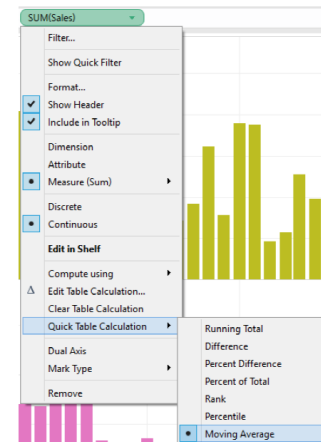 SUM(Sales)
Filter...
Show Quick Filter
Format...
Show Header
Include in Tooltip
Dimension
Attribute
Measure (Sum)
Discrete
Continuous
Edit in Shelf
Compute using
Δ Edit Table Calculation...
Clear Table Calculation
Quick Table Calculation
Dual Axis
Mark Type
Remove
Running Total
Difference
Percent Difference
Percent of Total
Rank
Percentile
Moving Average